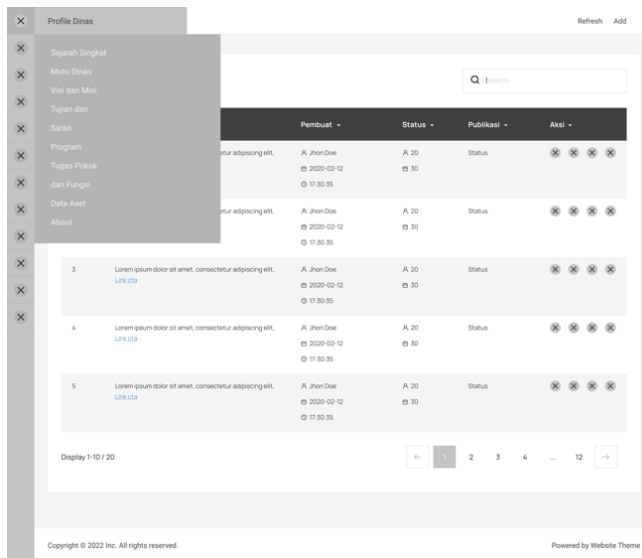 Profile Dinas
Refresh Add
Sejarah Singkat
Moto Dinas
Visi dan Misi
Tujian dan
Saran
Program
Tugas Pokok
dan Fungsi
Data Aset
About
Search
Pembuat Status Publikasi Aksi
etur adipiscing elit, Jhon Doe 20 Status
2020-02-12 30
17:30:35
etur adipiscing elit, Jhon Doe 20 Status
2020-02-12 30
17:30:35
3 Lorem ipsum dolor sit amet, consectetur adipiscing elit, Jhon Doe 20 Status
Link.cta 2020-02-12 30
17:30:35
4 Lorem ipsum dolor sit amet, consectetur adipiscing elit, Jhon Doe 20 Status
Link.cta 2020-02-12 30
17:30:35
5 Lorem ipsum dolor sit amet, consectetur adipiscing elit, Jhon Doe 20 Status
Link.cta 2020-02-12 30
17:30:35
Display 1-10 / 20 ← 1 2 3 4 ... 12 →
Copyright © 2022 Inc. All rights reserved. Powered by Website Theme